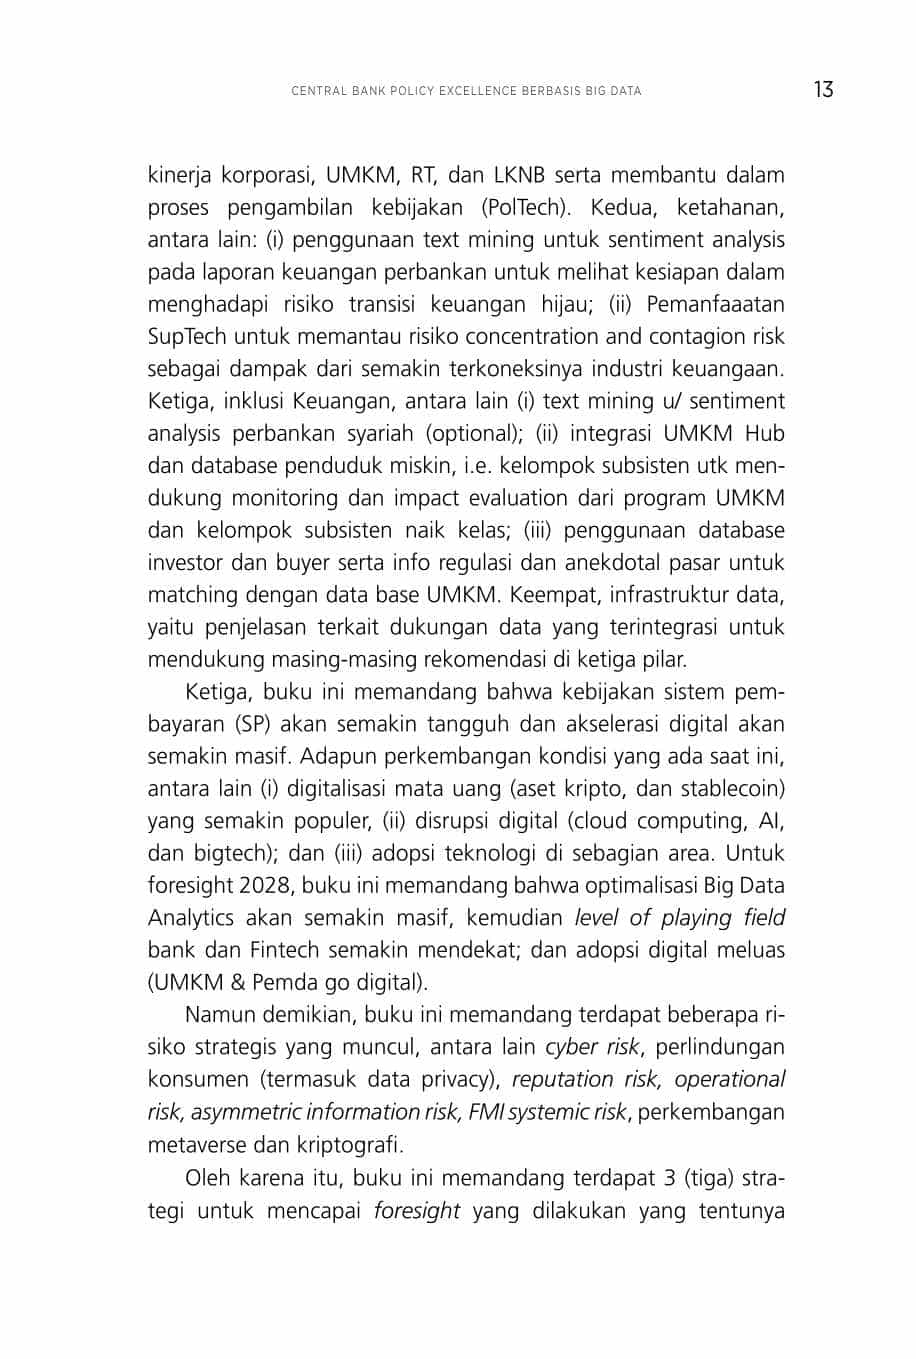 CENTRAL BANK POLICY EXCELLENCE BERBASIS BIG DATA 13
kinerja korporasi, UMKM, RT, dan LKNB serta membantu dalam
proses pengambilan kebijakan (PolTech). Kedua, ketahanan,
antara lain: (i) penggunaan text mining untuk sentiment analysis
pada laporan keuangan perbankan untuk melihat kesiapan dalam
menghadapi risiko transisi keuangan hijau; (ii) Pemanfaaatan
SupTech untuk memantau risiko concentration and contagion risk
sebagai dampak dari semakin terkoneksinya industri keuangaan.
Ketiga, inklusi Keuangan, antara lain (i) text mining u/ sentiment
analysis perbankan syariah (optional); (ii) integrasi UMKM Hub
dan database penduduk miskin, i.e. kelompok subsisten utk men-
dukung monitoring dan impact evaluation dari program UMKM
dan kelompok subsisten naik kelas; (iii) penggunaan database
investor dan buyer serta info regulasi dan anekdotal pasar untuk
matching dengan data base UMKM. Keempat, infrastruktur data,
yaitu penjelasan terkait dukungan data yang terintegrasi untuk
mendukung masing-masing rekomendasi di ketiga pilar.
Ketiga, buku ini memandang bahwa kebijakan sistem pem-
bayaran (SP) akan semakin tangguh dan akselerasi digital akan
semakin masif. Adapun perkembangan kondisi yang ada saat ini,
antara lain (i) digitalisasi mata uang (aset kripto, dan stablecoin)
yang semakin populer, (ii) disrupsi digital (cloud computing, AI,
dan bigtech); dan (iii) adopsi teknologi di sebagian area. Untuk
foresight 2028, buku ini memandang bahwa optimalisasi Big Data
Analytics akan semakin masif, kemudian level of playing field
bank dan Fintech semakin mendekat; dan adopsi digital meluas
(UMKM & Pemda go digital).
Namun demikian, buku ini memandang terdapat beberapa ri-
siko strategis yang muncul, antara lain cyber risk, perlindungan
konsumen (termasuk data privacy), reputation risk, operational
risk, asymmetric information risk, FMI systemic risk, perkembangan
metaverse dan kriptografi.
Oleh karena itu, buku ini memandang terdapat 3 (tiga) stra-
tegi untuk mencapai foresight yang dilakukan yang tentunya